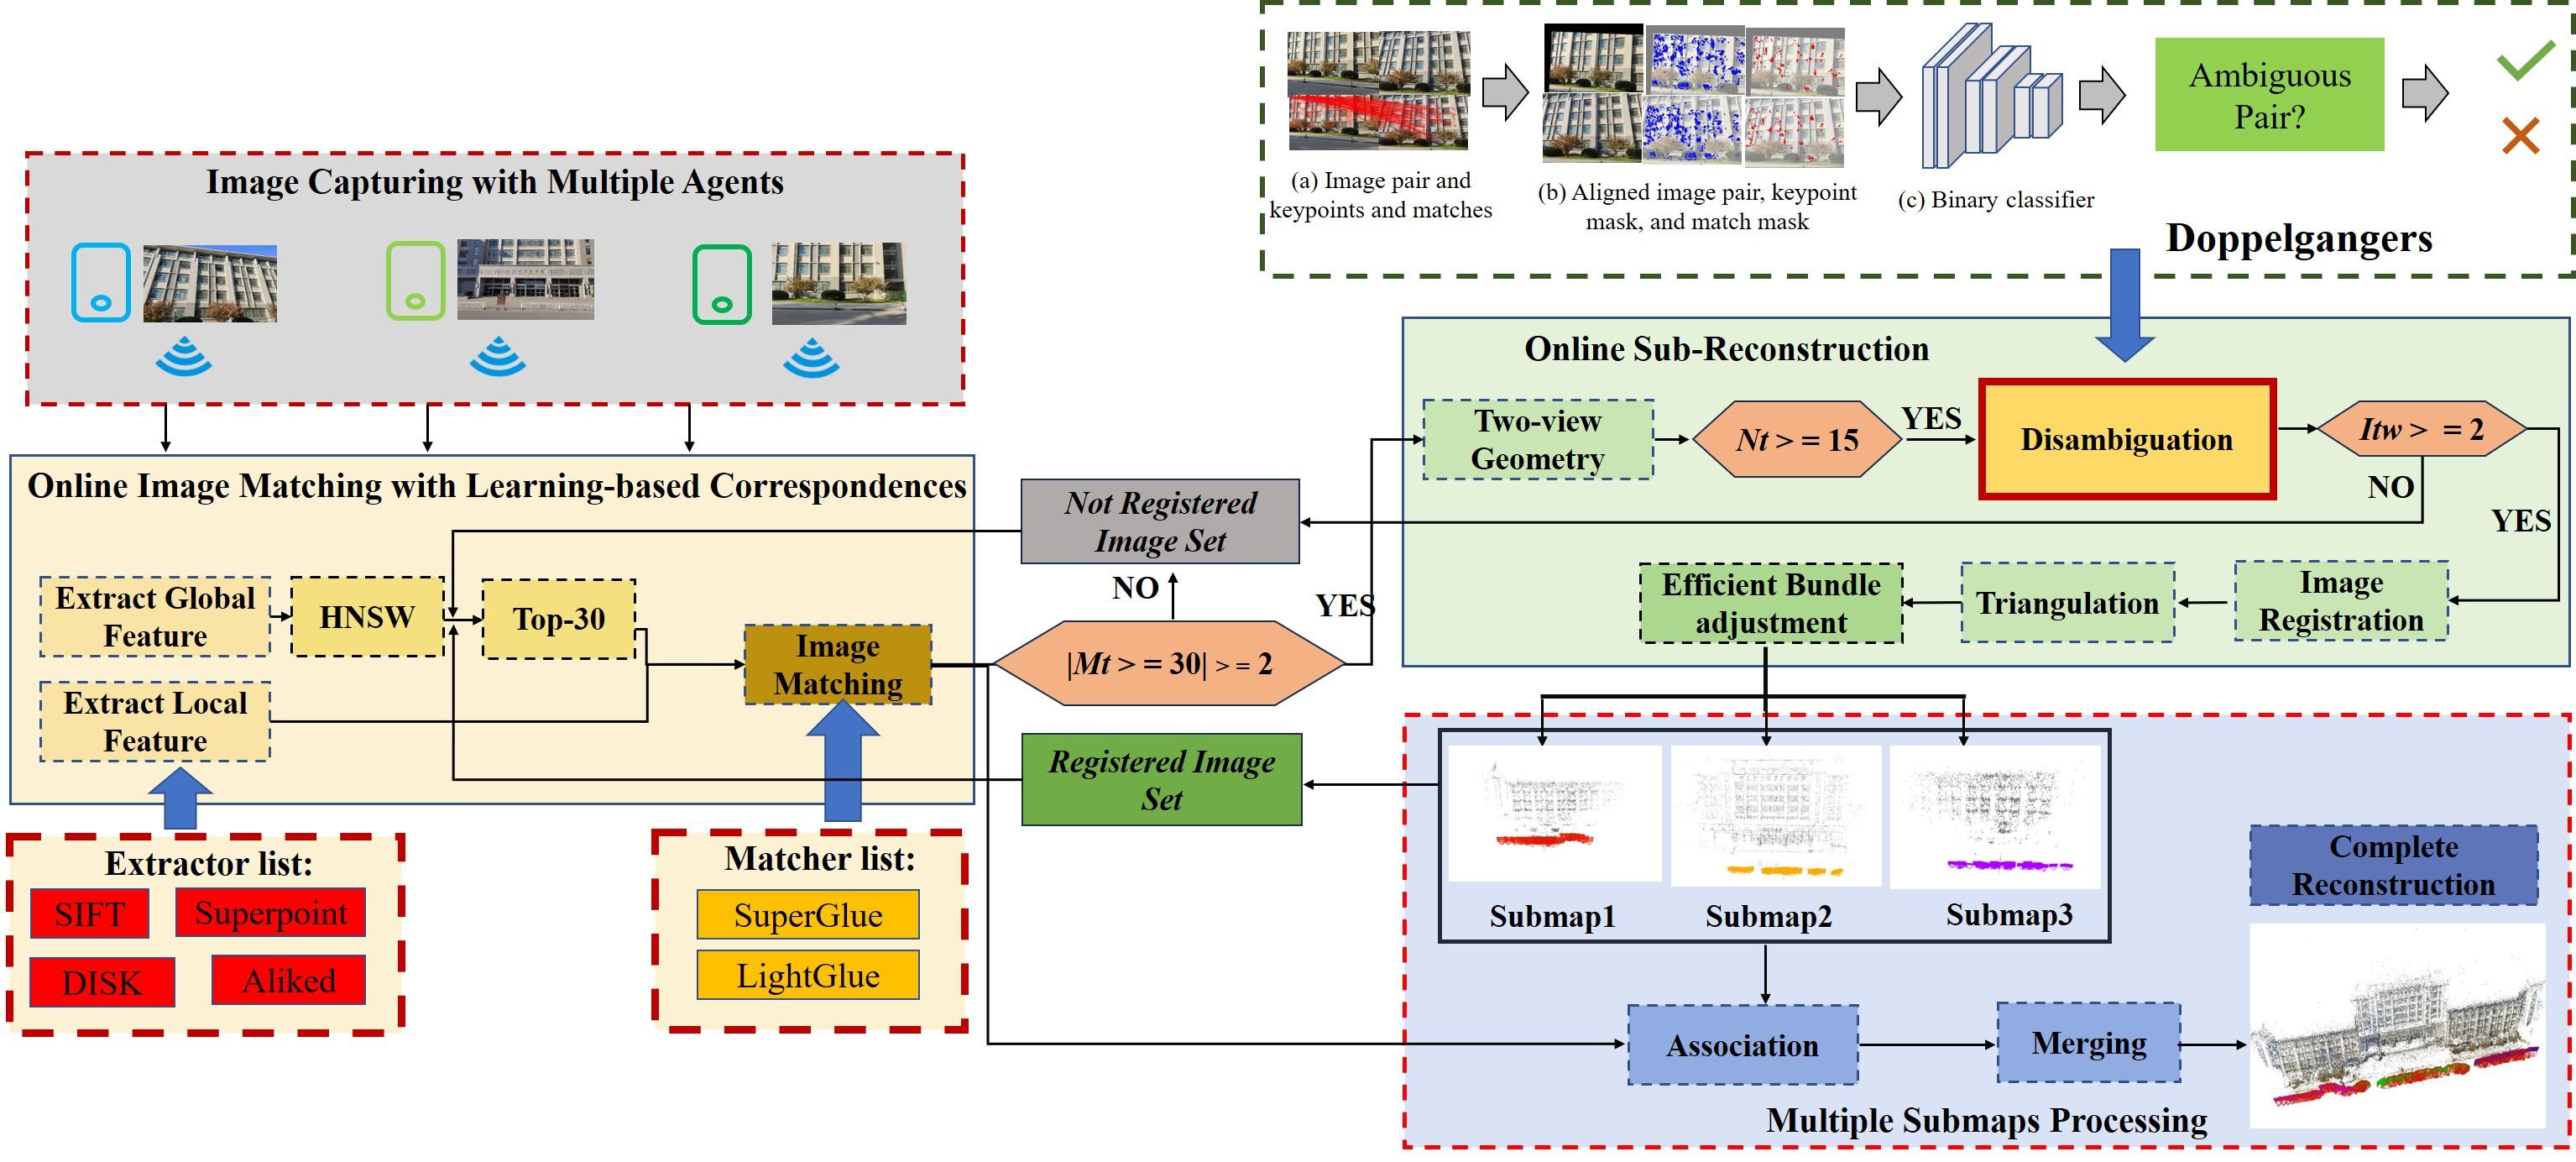 (a) Image pair and
keypoints and matches
(b) Aligned image pair, keypoint
mask, and match mask
(c) Binary classifier
Ambiguous
Pair?
Doppelgangers
Image Capturing with Multiple Agents
Online Image Matching with Learning-based Correspondences
Extract Global
Feature
HNSW
Top-30
Extract Local
Feature
Image
Matching
Extractor list:
SIFT
Superpoint
DISK
Aliked
Matcher list:
SuperGlue
LightGlue
Not Registered
Image Set
NO
YES
|Mt > = 30| > = 2
Registered Image
Set
Online Sub-Reconstruction
Two-view
Geometry
Nt > = 15
YES
Disambiguation
Itw > = 2
NO
YES
Efficient Bundle
adjustment
Triangulation
Image
Registration
Submap1
Submap2
Submap3
Complete
Reconstruction
Association
Merging
Multiple Submaps Processing